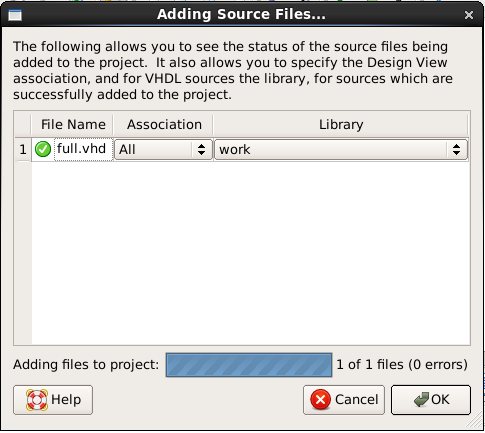 Adding Source Files...
The following allows you to see the status of the source files being
added to the project.  It also allows you to specify the Design View
association, and for VHDL sources the library, for sources which are
successfully added to the project.
File Name Association Library
1 full.vhd All work
Adding files to project: 1 of 1 files (0 errors)
Help Cancel OK